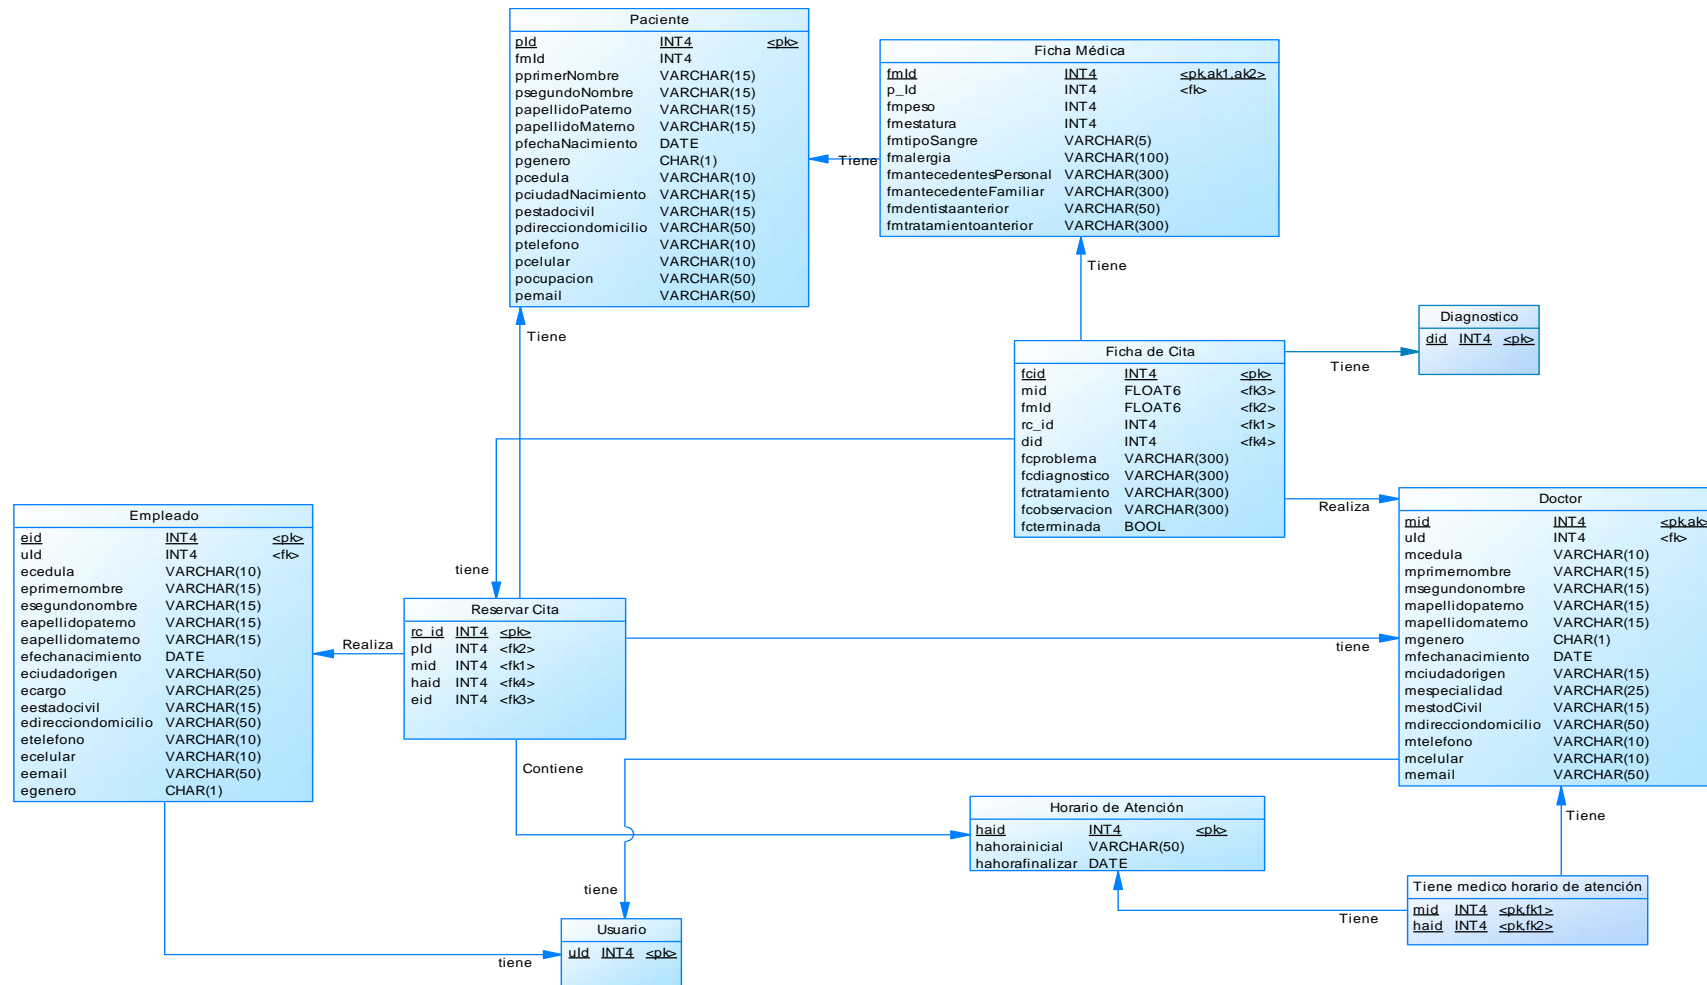 Paciente
pId INT4 <pk>
fmId INT4
pprimerNombre VARCHAR(15)
psegundoNombre VARCHAR(15)
papellidoPaterno VARCHAR(15)
papellidoMaterno VARCHAR(15)
pfechaNacimiento DATE
pgenero CHAR(1)
pcedula VARCHAR(10)
pciudadNacimiento VARCHAR(15)
pestadocivil VARCHAR(15)
pdirecciondomicilio VARCHAR(50)
ptelefono VARCHAR(10)
pcelular VARCHAR(10)
pocupacion VARCHAR(50)
pemail VARCHAR(50)
Tiene
Ficha Médica
fmId INT4 <pk,ak1,ak2>
p_Id INT4 <fk>
fmpeso INT4
fmestatura INT4
fmtipoSangre VARCHAR(5)
fmalergia VARCHAR(100)
fmantecedentesPersonal VARCHAR(300)
fmantecedenteFamiliar VARCHAR(300)
fmdentistaanterior VARCHAR(50)
fmtratamientoanterior VARCHAR(300)
Tiene
Tiene
Diagnostico
did INT4 <pk>
Tiene
Ficha de Cita
fcid INT4 <pk>
mid FLOAT6 <fk3>
fmId FLOAT6 <fk2>
rc_id INT4 <fk1>
did INT4 <fk4>
fcproblema VARCHAR(300)
fcdiagnostico VARCHAR(300)
fctratamiento VARCHAR(300)
fcobservacion VARCHAR(300)
fcterminada BOOL
Realiza
Doctor
mid INT4 <pk,ak>
uId INT4 <fk>
mcedula VARCHAR(10)
mprimernombre VARCHAR(15)
msegundonombre VARCHAR(15)
mapellidopaterno VARCHAR(15)
mapellidomaterno VARCHAR(15)
mgenero CHAR(1)
mfechanacimiento DATE
mciudadorigen VARCHAR(15)
mespecialidad VARCHAR(25)
mestodCivil VARCHAR(15)
mdirecciondomicilio VARCHAR(50)
mtelefono VARCHAR(10)
mcelular VARCHAR(10)
memail VARCHAR(50)
Empleado
eid INT4 <pk>
uId INT4 <fk>
ecedula VARCHAR(10)
eprimernombre VARCHAR(15)
esegundonombre VARCHAR(15)
eapellidopaterno VARCHAR(15)
eapellidomaterno VARCHAR(15)
efechanacimiento DATE
eciudadorigen VARCHAR(50)
ecargo VARCHAR(25)
eestadocivil VARCHAR(15)
edirecciondomicilio VARCHAR(50)
etelefono VARCHAR(10)
ecelular VARCHAR(10)
eemail VARCHAR(50)
egenero CHAR(1)
Realiza
tiene
Reservar Cita
rc_id INT4 <pk>
pId INT4 <fk2>
mid INT4 <fk1>
haid INT4 <fk4>
eid INT4 <fk3>
tiene
Contiene
Horario de Atención
haid INT4 <pk>
hahorainicial VARCHAR(50)
hahorafinalizar DATE
Tiene
Tiene medico horario de atención
mid INT4 <pk,fk1>
haid INT4 <pk,fk2>
Tiene
tiene
Usuario
uId INT4 <pk>
tiene